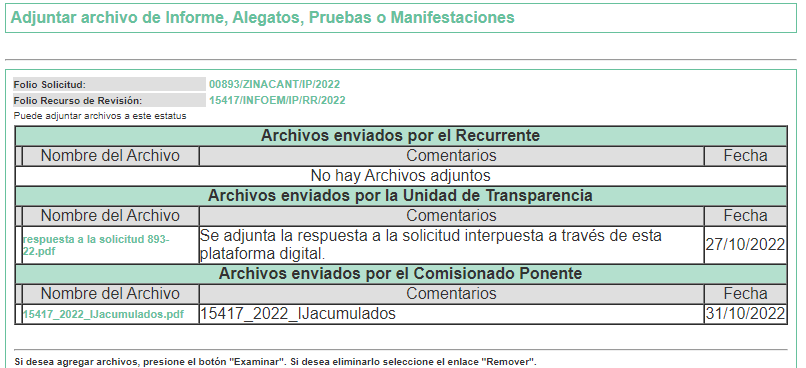 Adjuntar archivo de Informe, Alegatos, Pruebas o Manifestaciones
Folio Solicitud: 00893/ZINACANT/IP/2022
Folio Recurso de Revisión: 15417/INFOEM/IP/RR/2022
Puede adjuntar archivos a este estatus
Archivos enviados por el Recurrente
Nombre del Archivo Comentarios Fecha
No hay Archivos adjuntos
Archivos enviados por la Unidad de Transparencia
Nombre del Archivo Comentarios Fecha
respuesta a la solicitud 893-
22.pdf
Se adjunta la respuesta a la solicitud interpuesta a través de esta
plataforma digital.
27/10/2022
Archivos enviados por el Comisionado Ponente
Nombre del Archivo Comentarios Fecha
15417_2022_IJacumulados.pdf 15417_2022_IJacumulados 31/10/2022
Si desea agregar archivos, presione el botón "Examinar". Si desea eliminarlo seleccione el enlace "Remover".